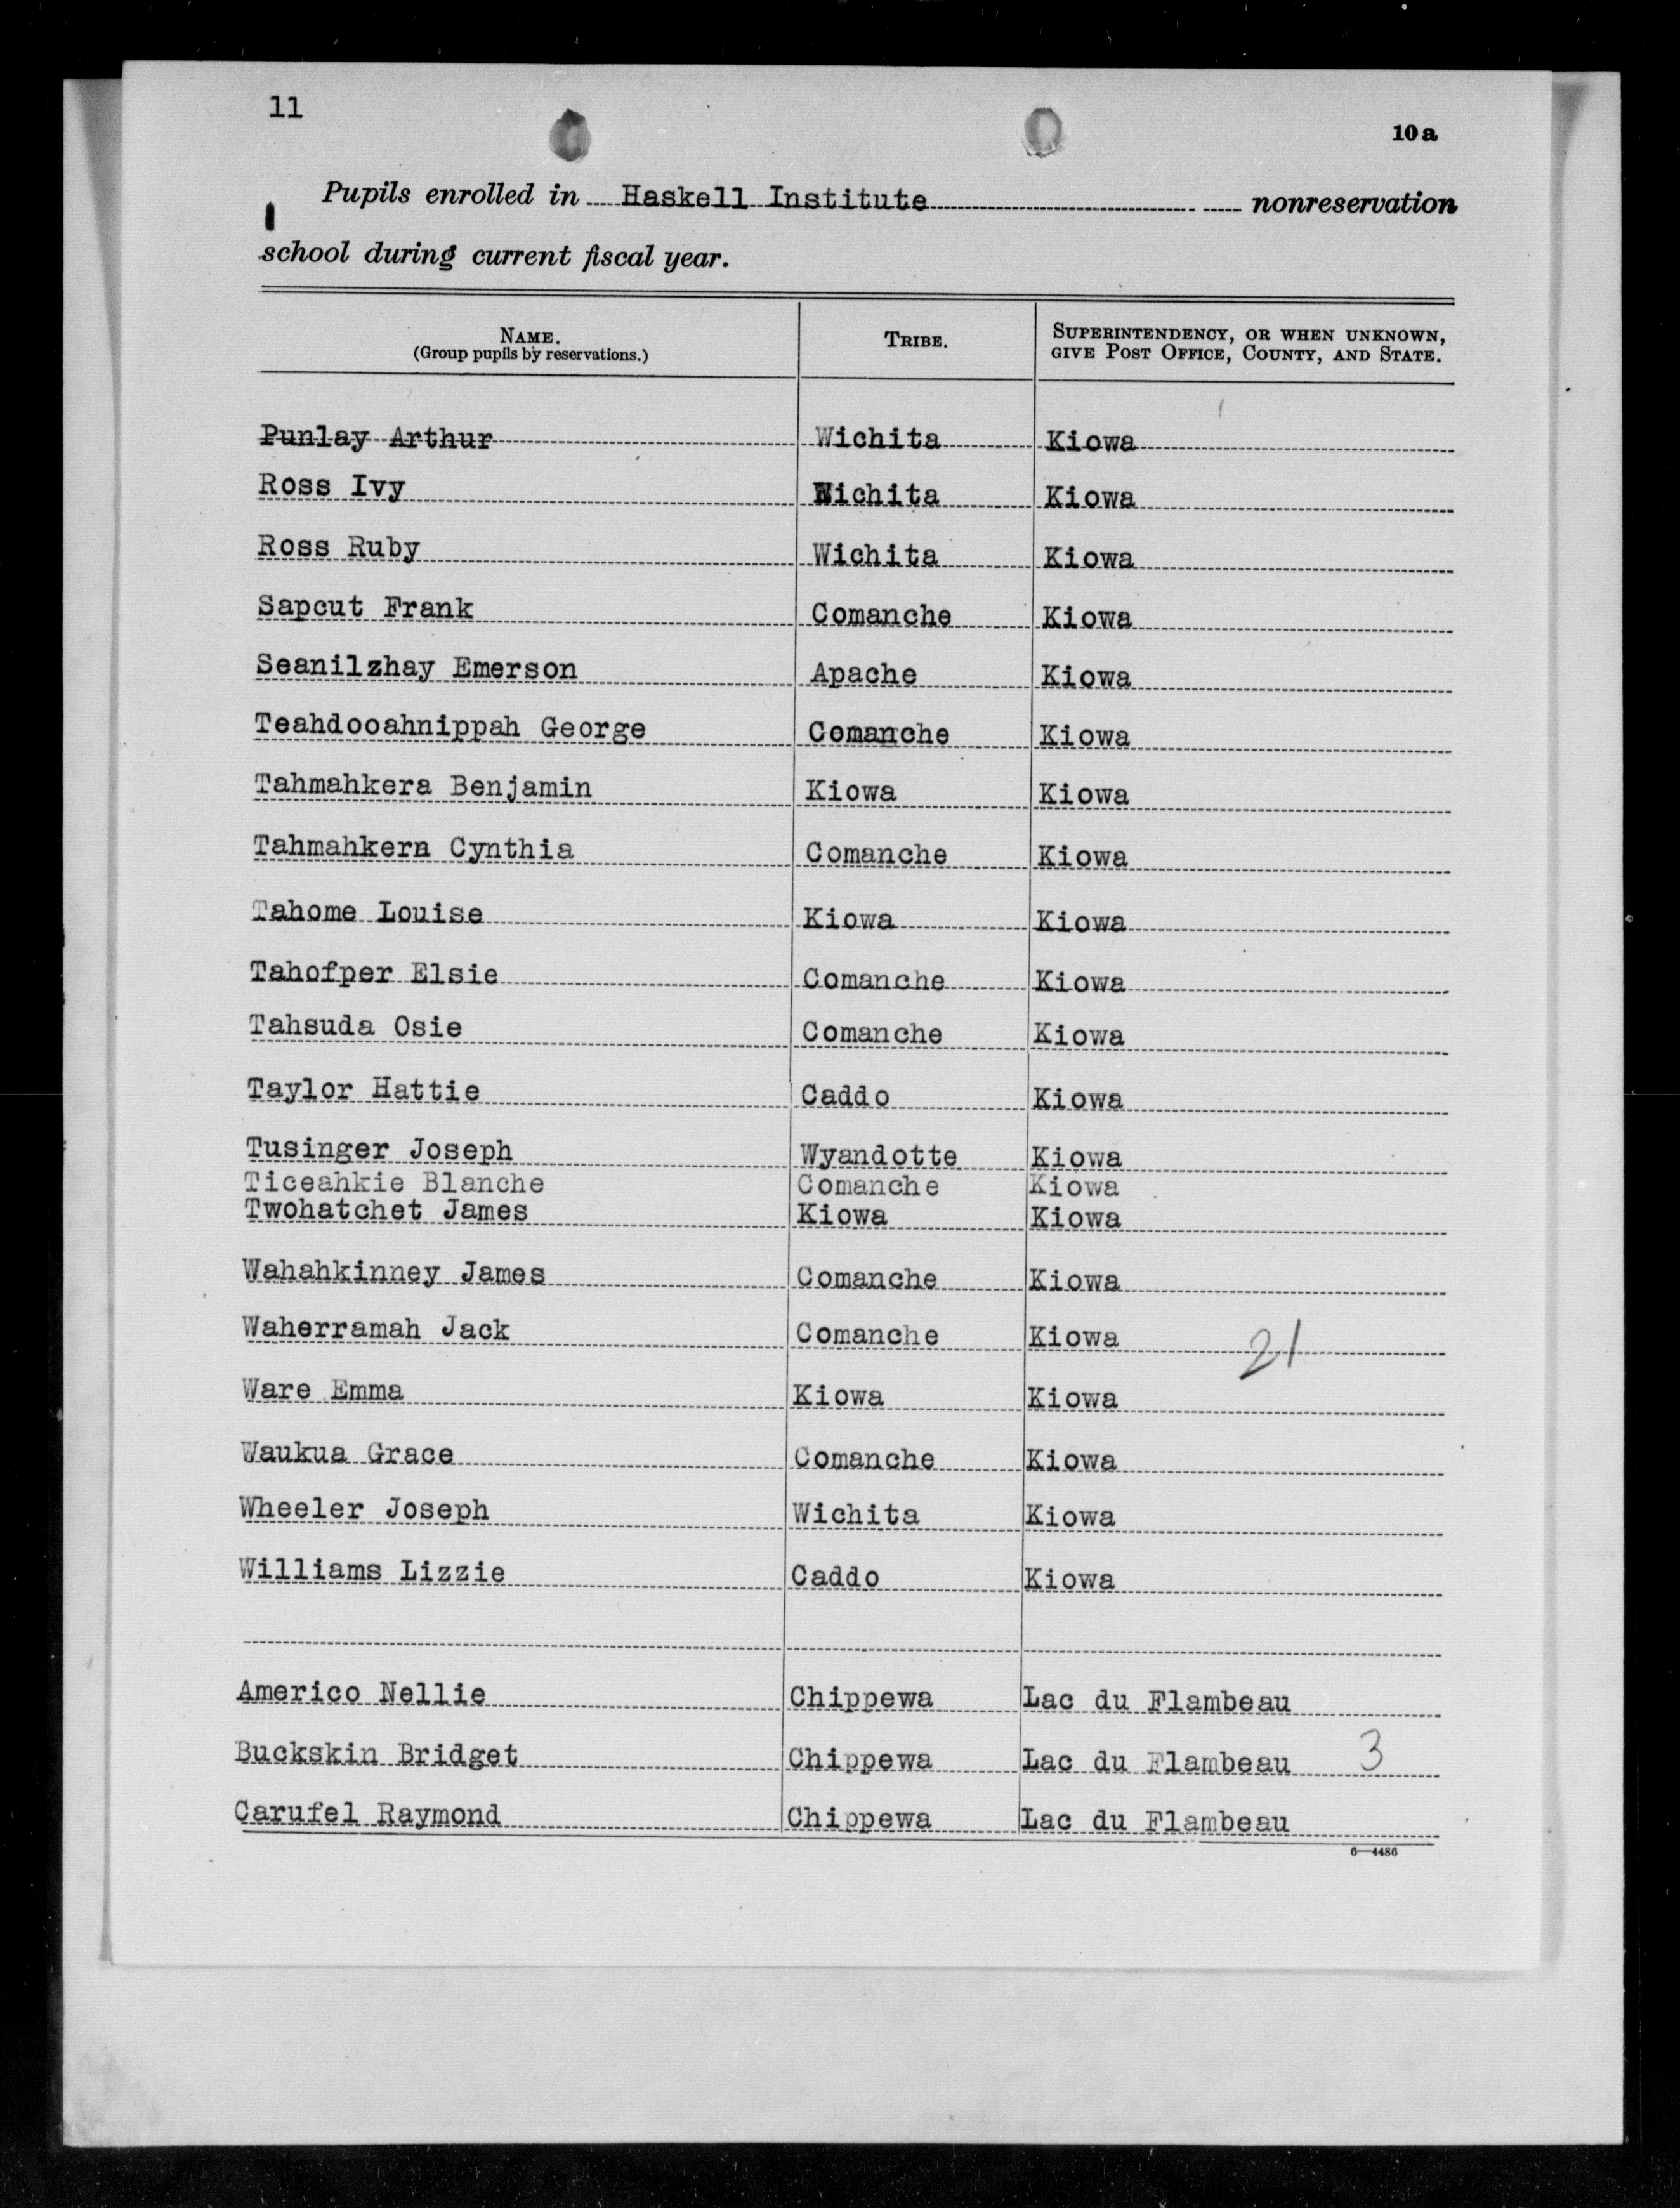 11
10a
Pupils enrolled in Haskell Institute nonreservation
school during current fiscal year.
NAME. TRIBE. SUPERINTENDENCY, OR WHEN UNKNOWN,
(Group pupils by reservations.) GIVE POST OFFICE, COUNTY, AND STATE.
Punlay Arthur Wichita Kiowa
Ross Ivy Wichita Kiowa
Ross Ruby Wichita Kiowa
Sapcut Frank Comanche Kiowa
Seanilzhay Emerson Apache Kiowa
Teahdooahnippah George Comanche Kiowa
Tahmahkera Benjamin Kiowa Kiowa
Tahmahkera Cynthia Comanche Kiowa
Tahome Louise Kiowa Kiowa
Tahofper Elsie Comanche Kiowa
Tahsuda Osie Comanche Kiowa
Taylor Hattie Caddo Kiowa
Tusinger Joseph Wyandotte Kiowa
Ticeahkie Blanche Comanche Kiowa
Twohatchet James Kiowa Kiowa
Wahahkinney James Comanche Kiowa
Waherramah Jack Comanche Kiowa 21
Ware Emma Kiowa Kiowa
Waukua Grace Comanche Kiowa
Wheeler Joseph Wichita Kiowa
Williams Lizzie Caddo Kiowa
Americo Nellie Chippewa Lac du Flambeau
Buckskin Bridget Chippewa Lac du Flambeau 3
Carufel Raymond Chippewa Lac du Flambeau
6—4486